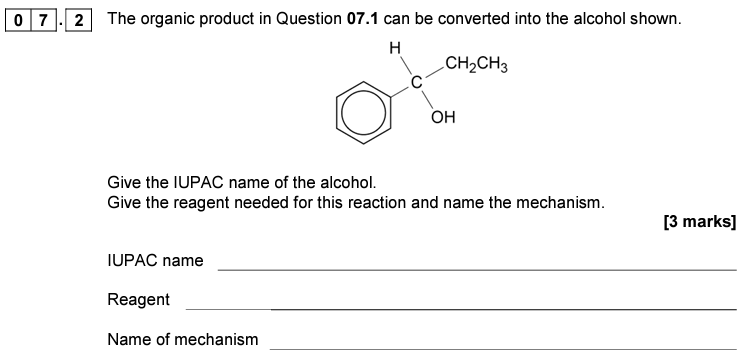 0 7 . 2 The organic product in Question 07.1 can be converted into the alcohol shown.
H
CH₂CH₃
C
OH
Give the IUPAC name of the alcohol.
Give the reagent needed for this reaction and name the mechanism.
[3 marks]
IUPAC name
Reagent
Name of mechanism